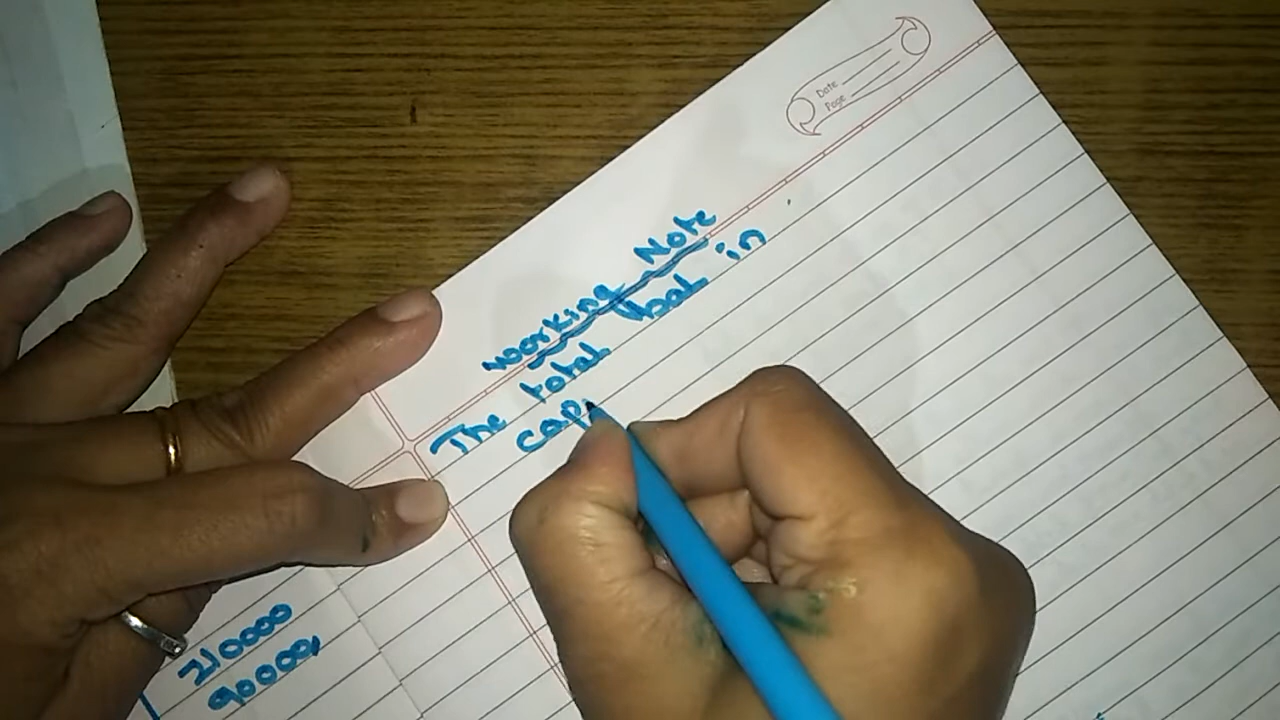 Date
Page
Working Note
The total bal in
cap
210000
90000